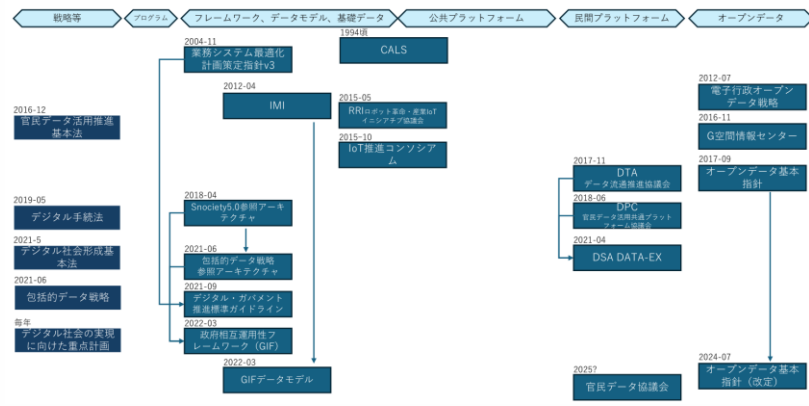 戦略等
プログラム
フレームワーク、データモデル、基礎データ
公共プラットフォーム
民間プラットフォーム
オープンデータ
2016-12
官民データ活用推進
基本法
2019-05
デジタル手続法
2021-5
デジタル社会形成基
本法
2021-06
包括的データ戦略
毎年
デジタル社会の実現
に向けた重点計画
2004-11
業務システム最適化
計画策定指針v3
2012-04
IMI
2018-04
Snociety5.0参照アーキ
テクチャ
2021-06
包括的データ戦略
参照アーキテクチャ
2021-09
デジタル・ガバメント
推進標準ガイドライン
2022-03
政府相互運用性フ
レームワーク（GIF）
2022-03
GIFデータモデル
1994頃
CALS
2015-05
RRIロボット革命・産業IoT
イニシアチブ協議会
2015-10
IoT推進コンソシア
ム
2017-11
DTA
データ流通推進協議会
2018-06
DPC
官民データ活用共通プラット
フォーム協議会
2021-04
DSA DATA-EX
2025?
官民データ協議会
2012-07
電子行政オープン
データ戦略
2016-11
G空間情報センター
2017-09
オープンデータ基本
指針
2024-07
オープンデータ基本
指針（改定）